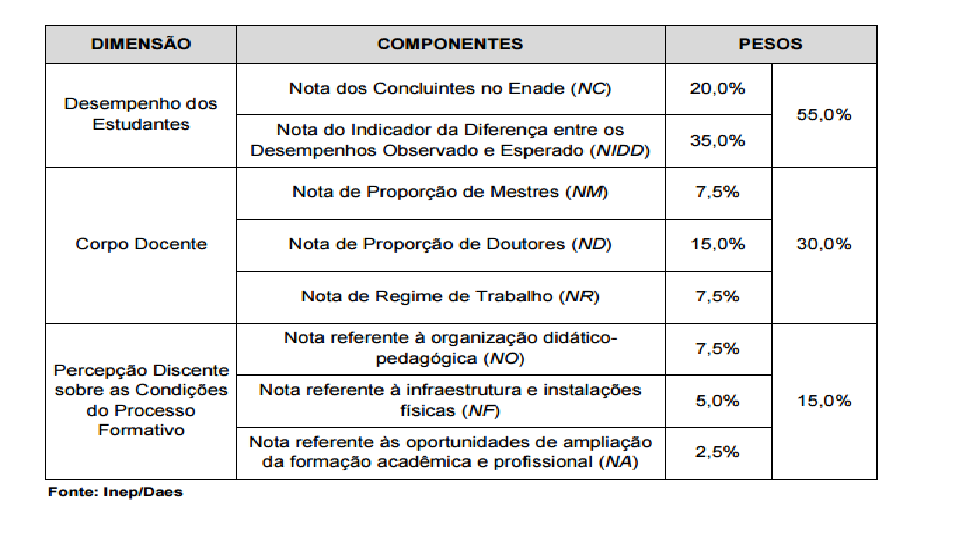 DIMENSÃO COMPONENTES PESOS
Desempenho dos
Estudantes
Nota dos Concluintes no Enade (NC) 20,0%
Nota do Indicador da Diferença entre os
Desempenhos Observado e Esperado (NIDD) 35,0%
55,0%
Corpo Docente
Nota de Proporção de Mestres (NM) 7,5%
Nota de Proporção de Doutores (ND) 15,0%
Nota de Regime de Trabalho (NR) 7,5%
30,0%
Percepção Discente
sobre as Condições
do Processo
Formativo
Nota referente à organização didático-
pedagógica (NO) 7,5%
Nota referente à infraestrutura e instalações
físicas (NF) 5,0%
Nota referente às oportunidades de ampliação
da formação acadêmica e profissional (NA) 2,5%
15,0%
Fonte: Inep/Daes